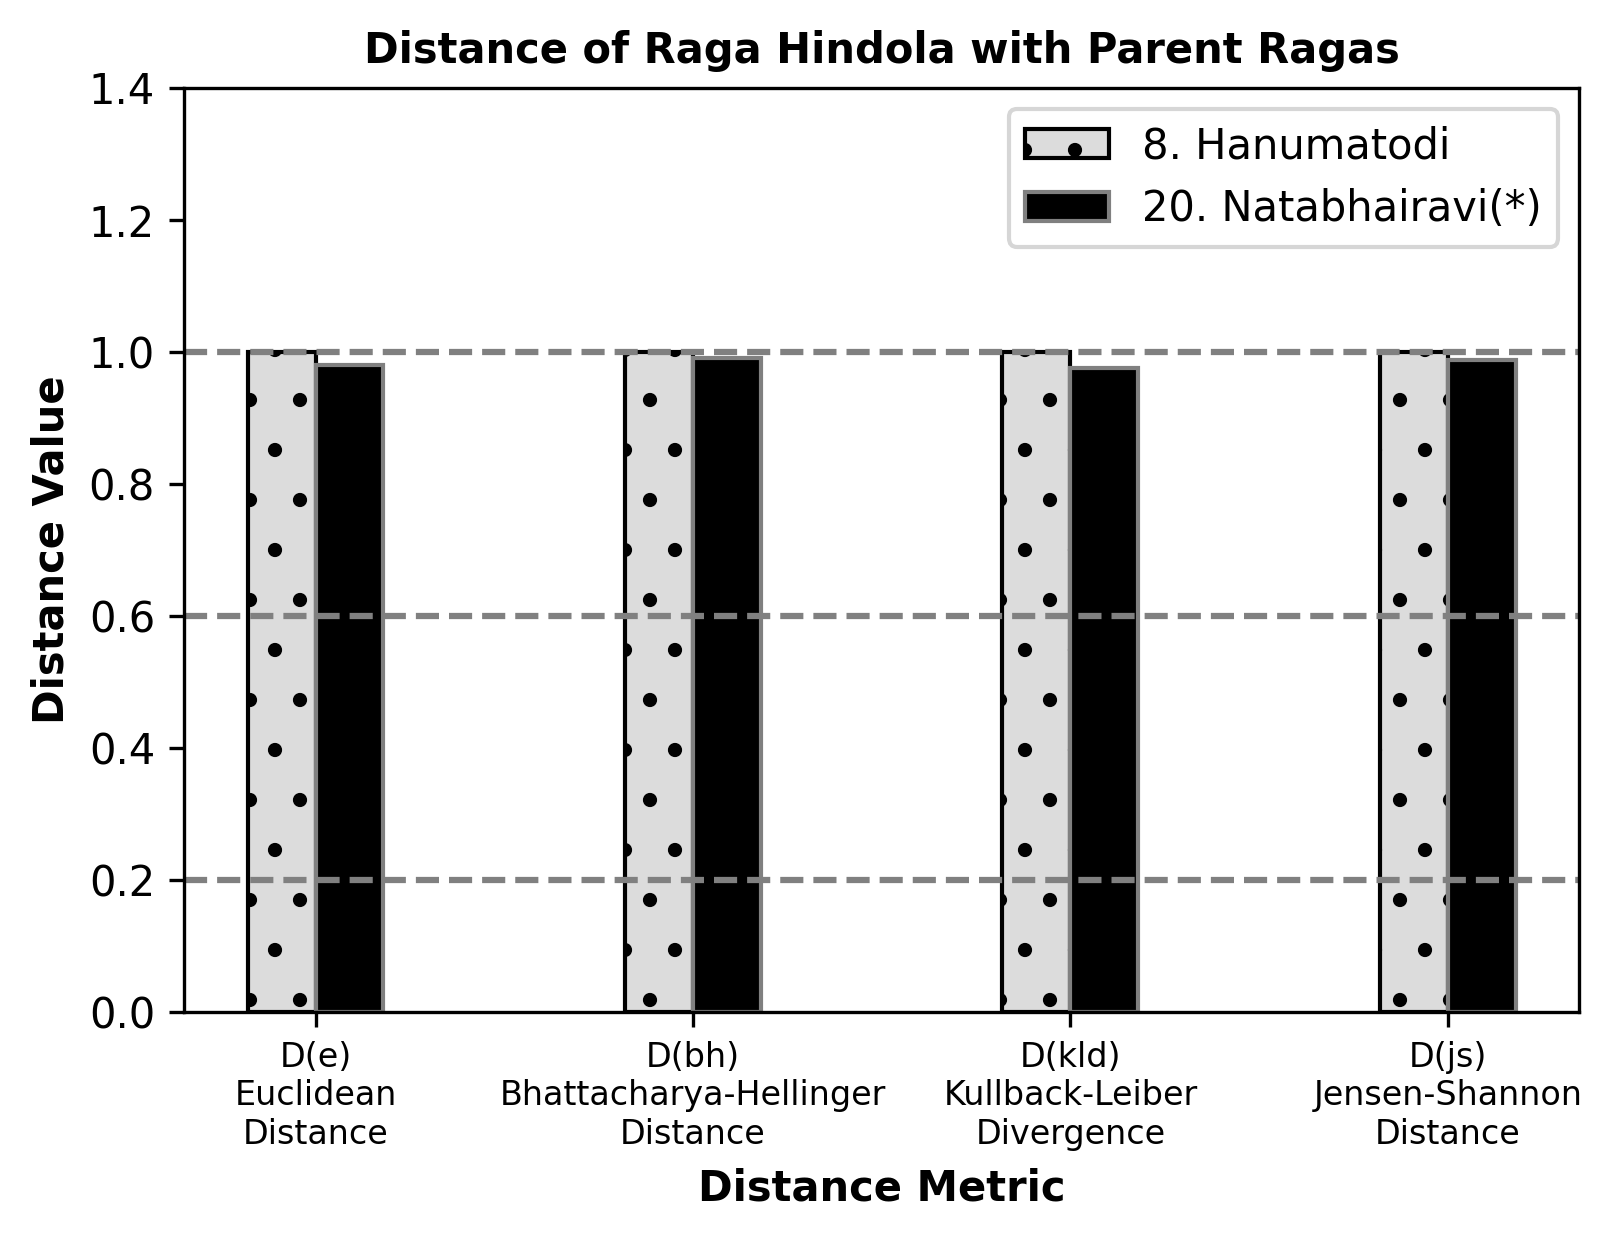 Distance of Raga Hindola with Parent Ragas
1.4
1.2
1.0
0.8
0.6
0.4
0.2
0.0
Distance Value
8. Hanumatodi
20. Natabhairavi(*)
D(e)
Euclidean
Distance
D(bh)
Bhattacharya-Hellinger
Distance
D(kld)
Kullback-Leiber
Divergence
D(js)
Jensen-Shannon
Distance
Distance Metric